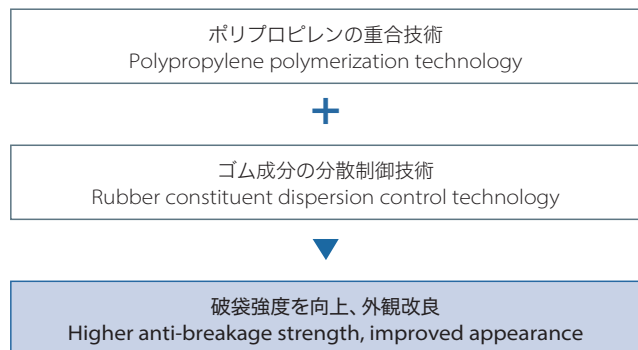 ポリプロピレンの重合技術
Polypropylene polymerization technology
+
ゴム成分の分散制御技術
Rubber constituent dispersion control technology
破袋強度を向上、外観改良
Higher anti-breakage strength, improved appearance